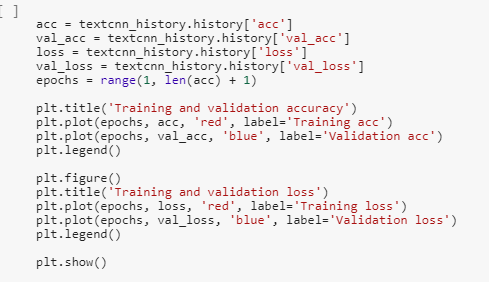 [ ]
acc = textcnn_history.history['acc']
val_acc = textcnn_history.history['val_acc']
loss = textcnn_history.history['loss']
val_loss = textcnn_history.history['val_loss']
epochs = range(1, len(acc) + 1)

plt.title('Training and validation accuracy')
plt.plot(epochs, acc, 'red', label='Training acc')
plt.plot(epochs, val_acc, 'blue', label='Validation acc')
plt.legend()

plt.figure()
plt.title('Training and validation loss')
plt.plot(epochs, loss, 'red', label='Training loss')
plt.plot(epochs, val_loss, 'blue', label='Validation loss')
plt.legend()

plt.show()